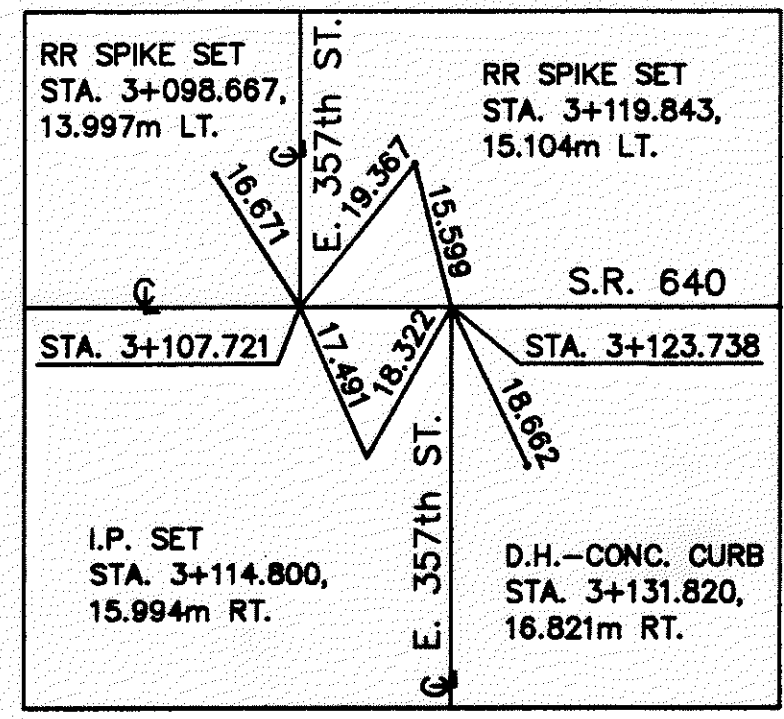 RR SPIKE SET
STA. 3+098.667,
13.997m LT.
E. 357th ST.
RR SPIKE SET
STA. 3+119.843,
15.104m LT.
16.671
19.367
15.599
℄
℄
S.R. 640
STA. 3+107.721
17.491
18.322
STA. 3+123.738
18.662
I.P. SET
STA. 3+114.800,
15.994m RT.
℄ E. 357th ST.
D.H.-CONC. CURB
STA. 3+131.820,
16.821m RT.